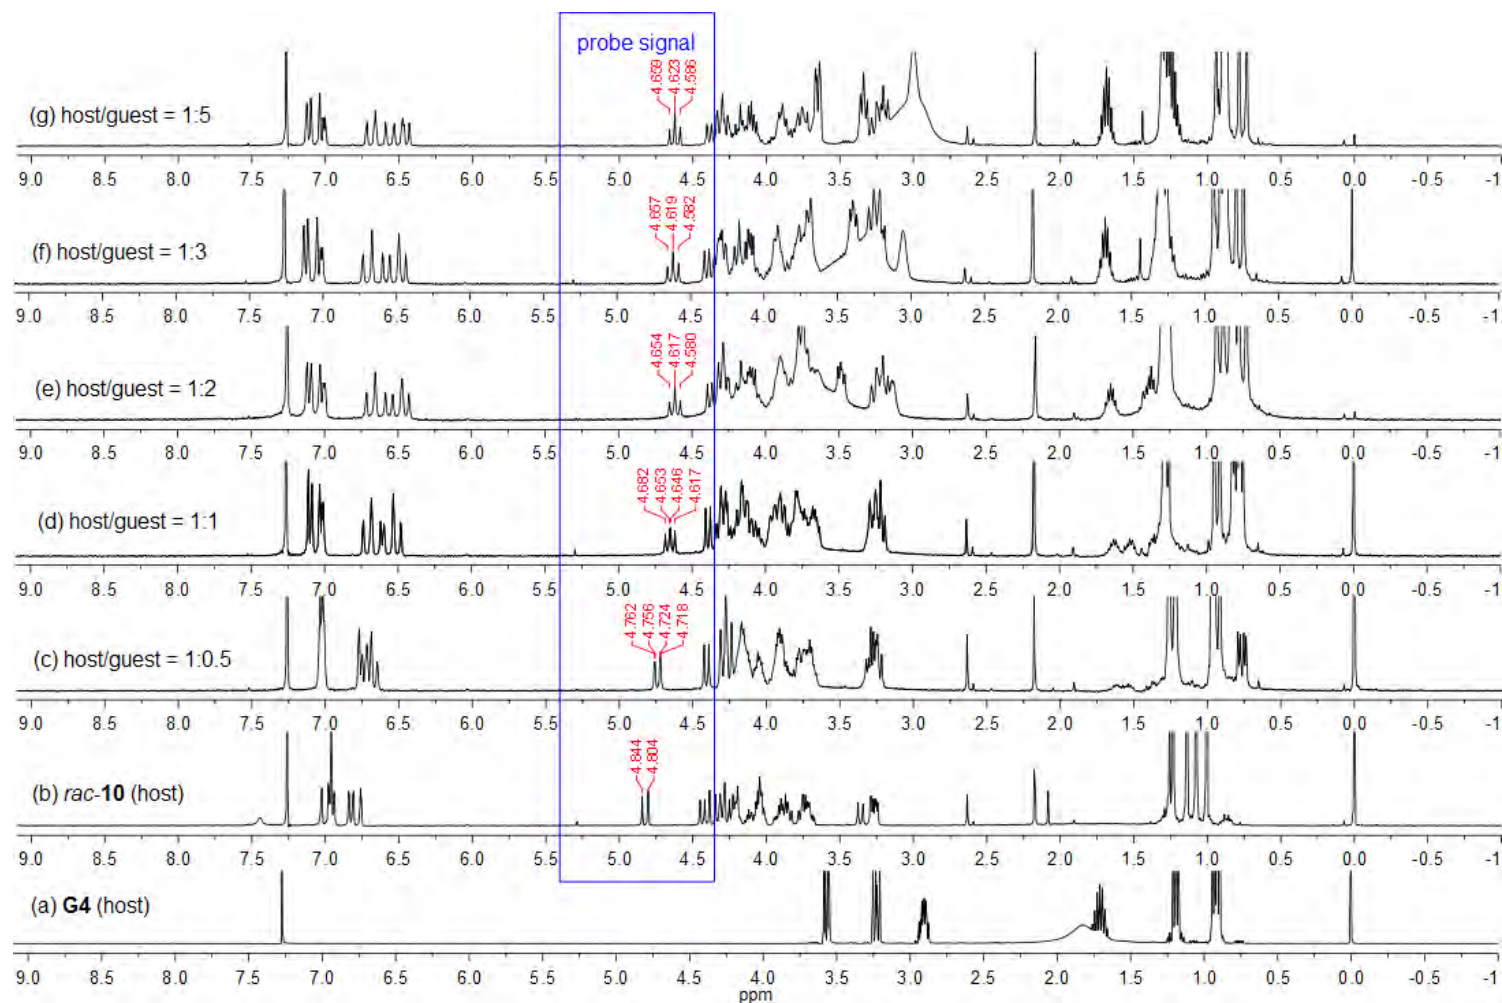 probe signal
4.659
4.623
4.586
(g) host/guest = 1:5
9.0 8.5 8.0 7.5 7.0 6.5 6.0 5.5 5.0 4.5 4.0 3.5 3.0 2.5 2.0 1.5 1.0 0.5 0.0 -0.5 -1
4.657
4.619
4.582
(f) host/guest = 1:3
9.0 8.5 8.0 7.5 7.0 6.5 6.0 5.5 5.0 4.5 4.0 3.5 3.0 2.5 2.0 1.5 1.0 0.5 0.0 -0.5 -1
4.654
4.617
4.580
(e) host/guest = 1:2
9.0 8.5 8.0 7.5 7.0 6.5 6.0 5.5 5.0 4.5 4.0 3.5 3.0 2.5 2.0 1.5 1.0 0.5 0.0 -0.5 -1
4.682
4.653
4.646
4.617
(d) host/guest = 1:1
9.0 8.5 8.0 7.5 7.0 6.5 6.0 5.5 5.0 4.5 4.0 3.5 3.0 2.5 2.0 1.5 1.0 0.5 0.0 -0.5 -1
4.762
4.756
4.724
4.718
(c) host/guest = 1:0.5
9.0 8.5 8.0 7.5 7.0 6.5 6.0 5.5 5.0 4.5 4.0 3.5 3.0 2.5 2.0 1.5 1.0 0.5 0.0 -0.5 -1
4.844
4.804
(b) rac-10 (host)
9.0 8.5 8.0 7.5 7.0 6.5 6.0 5.5 5.0 4.5 4.0 3.5 3.0 2.5 2.0 1.5 1.0 0.5 0.0 -0.5 -1
(a) G4 (host)
9.0 8.5 8.0 7.5 7.0 6.5 6.0 5.5 5.0 4.5 4.0 3.5 3.0 2.5 2.0 1.5 1.0 0.5 0.0 -0.5 -1
ppm